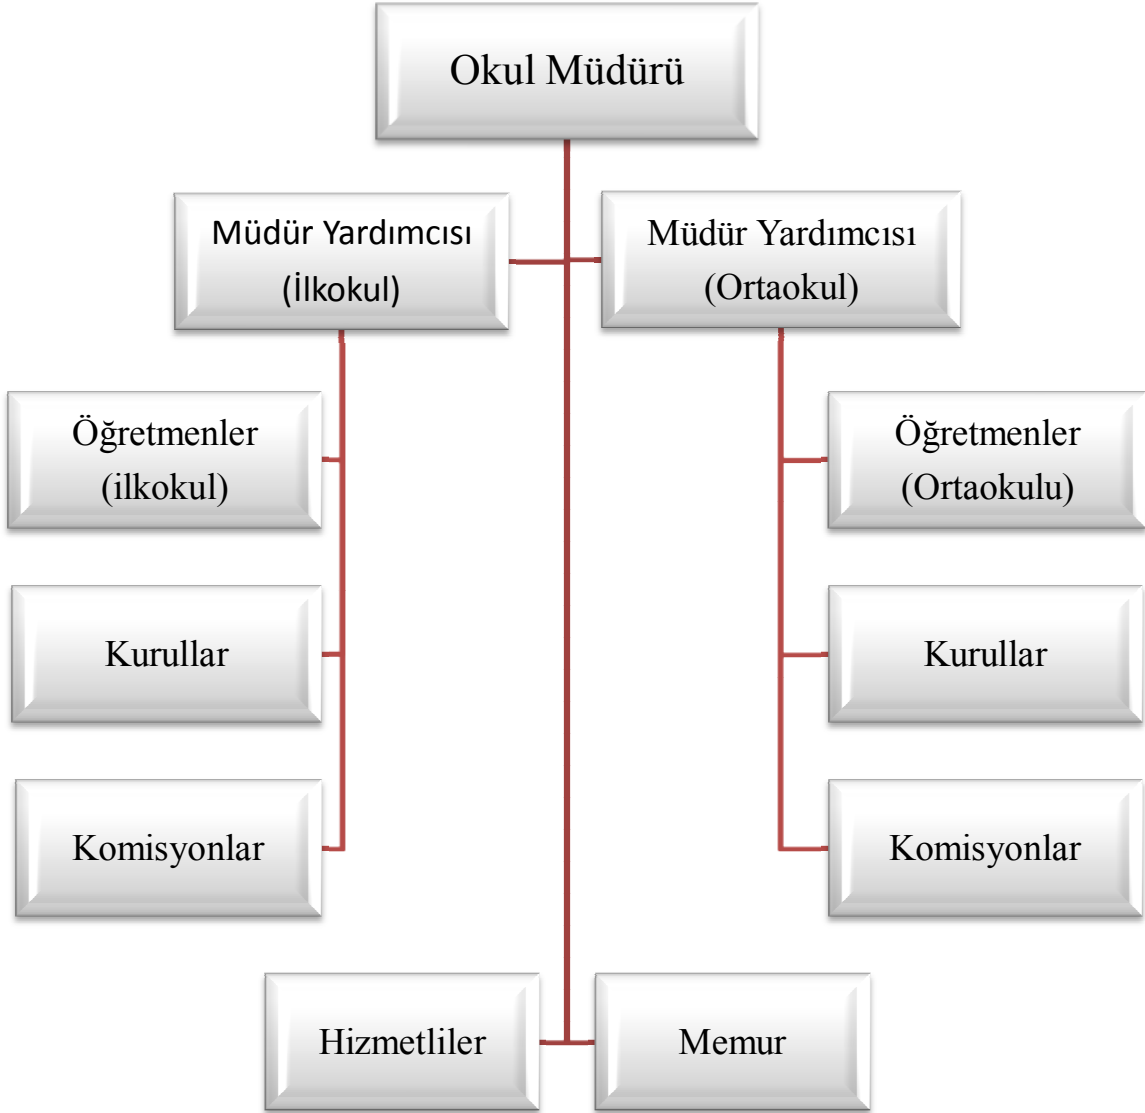 Okul Müdürü
Müdür Yardımcısı
(İlkokul)
Müdür Yardımcısı
(Ortaokul)
Öğretmenler
(ilkokul)
Öğretmenler
(Ortaokulu)
Kurullar
Kurullar
Komisyonlar
Komisyonlar
Hizmetliler
Memur